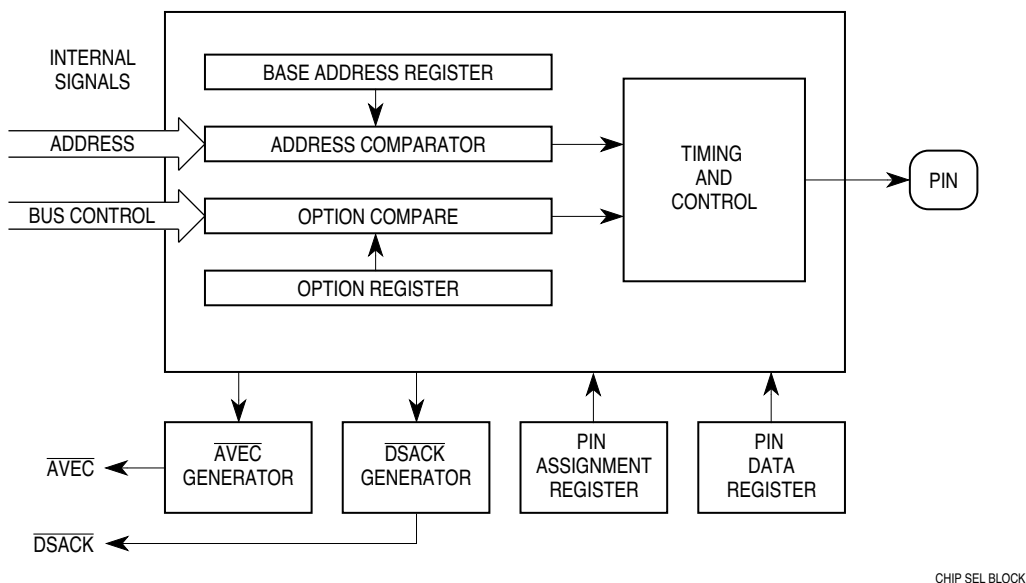 INTERNAL
SIGNALS
BASE ADDRESS REGISTER
ADDRESS
ADDRESS COMPARATOR
TIMING
AND
CONTROL
PIN
BUS CONTROL
OPTION COMPARE
OPTION REGISTER
AVEC
GENERATOR
DSACK
GENERATOR
PIN
ASSIGNMENT
REGISTER
PIN
DATA
REGISTER
AVEC
DSACK
CHIP SEL BLOCK